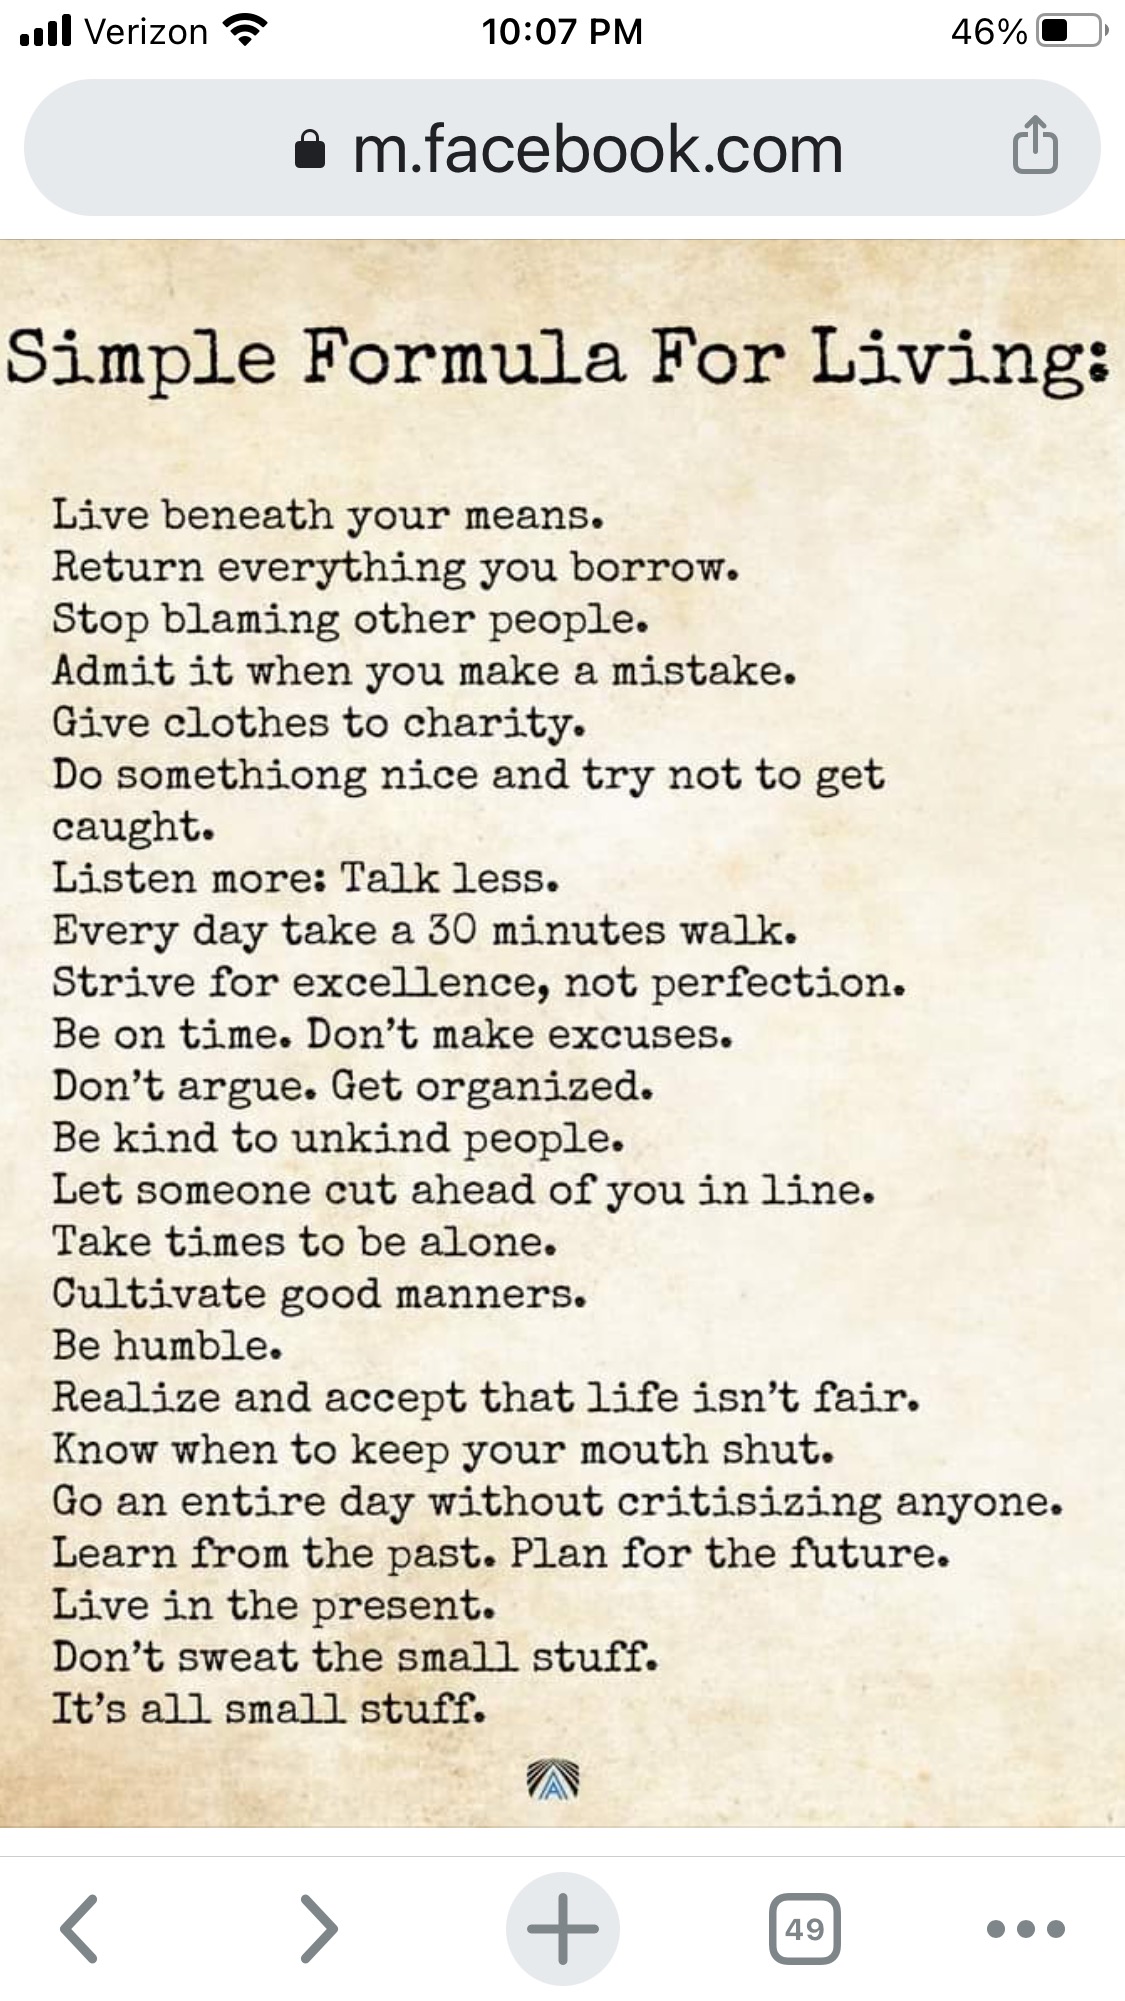 Verizon 10:07 PM 46%
m.facebook.com
Simple Formula For Living:
Live beneath your means.
Return everything you borrow.
Stop blaming other people.
Admit it when you make a mistake.
Give clothes to charity.
Do somethiong nice and try not to get
caught.
Listen more: Talk less.
Every day take a 30 minutes walk.
Strive for excellence, not perfection.
Be on time. Don’t make excuses.
Don’t argue. Get organized.
Be kind to unkind people.
Let someone cut ahead of you in line.
Take times to be alone.
Cultivate good manners.
Be humble.
Realize and accept that life isn’t fair.
Know when to keep your mouth shut.
Go an entire day without critisizing anyone.
Learn from the past. Plan for the future.
Live in the present.
Don’t sweat the small stuff.
It’s all small stuff.
A
49